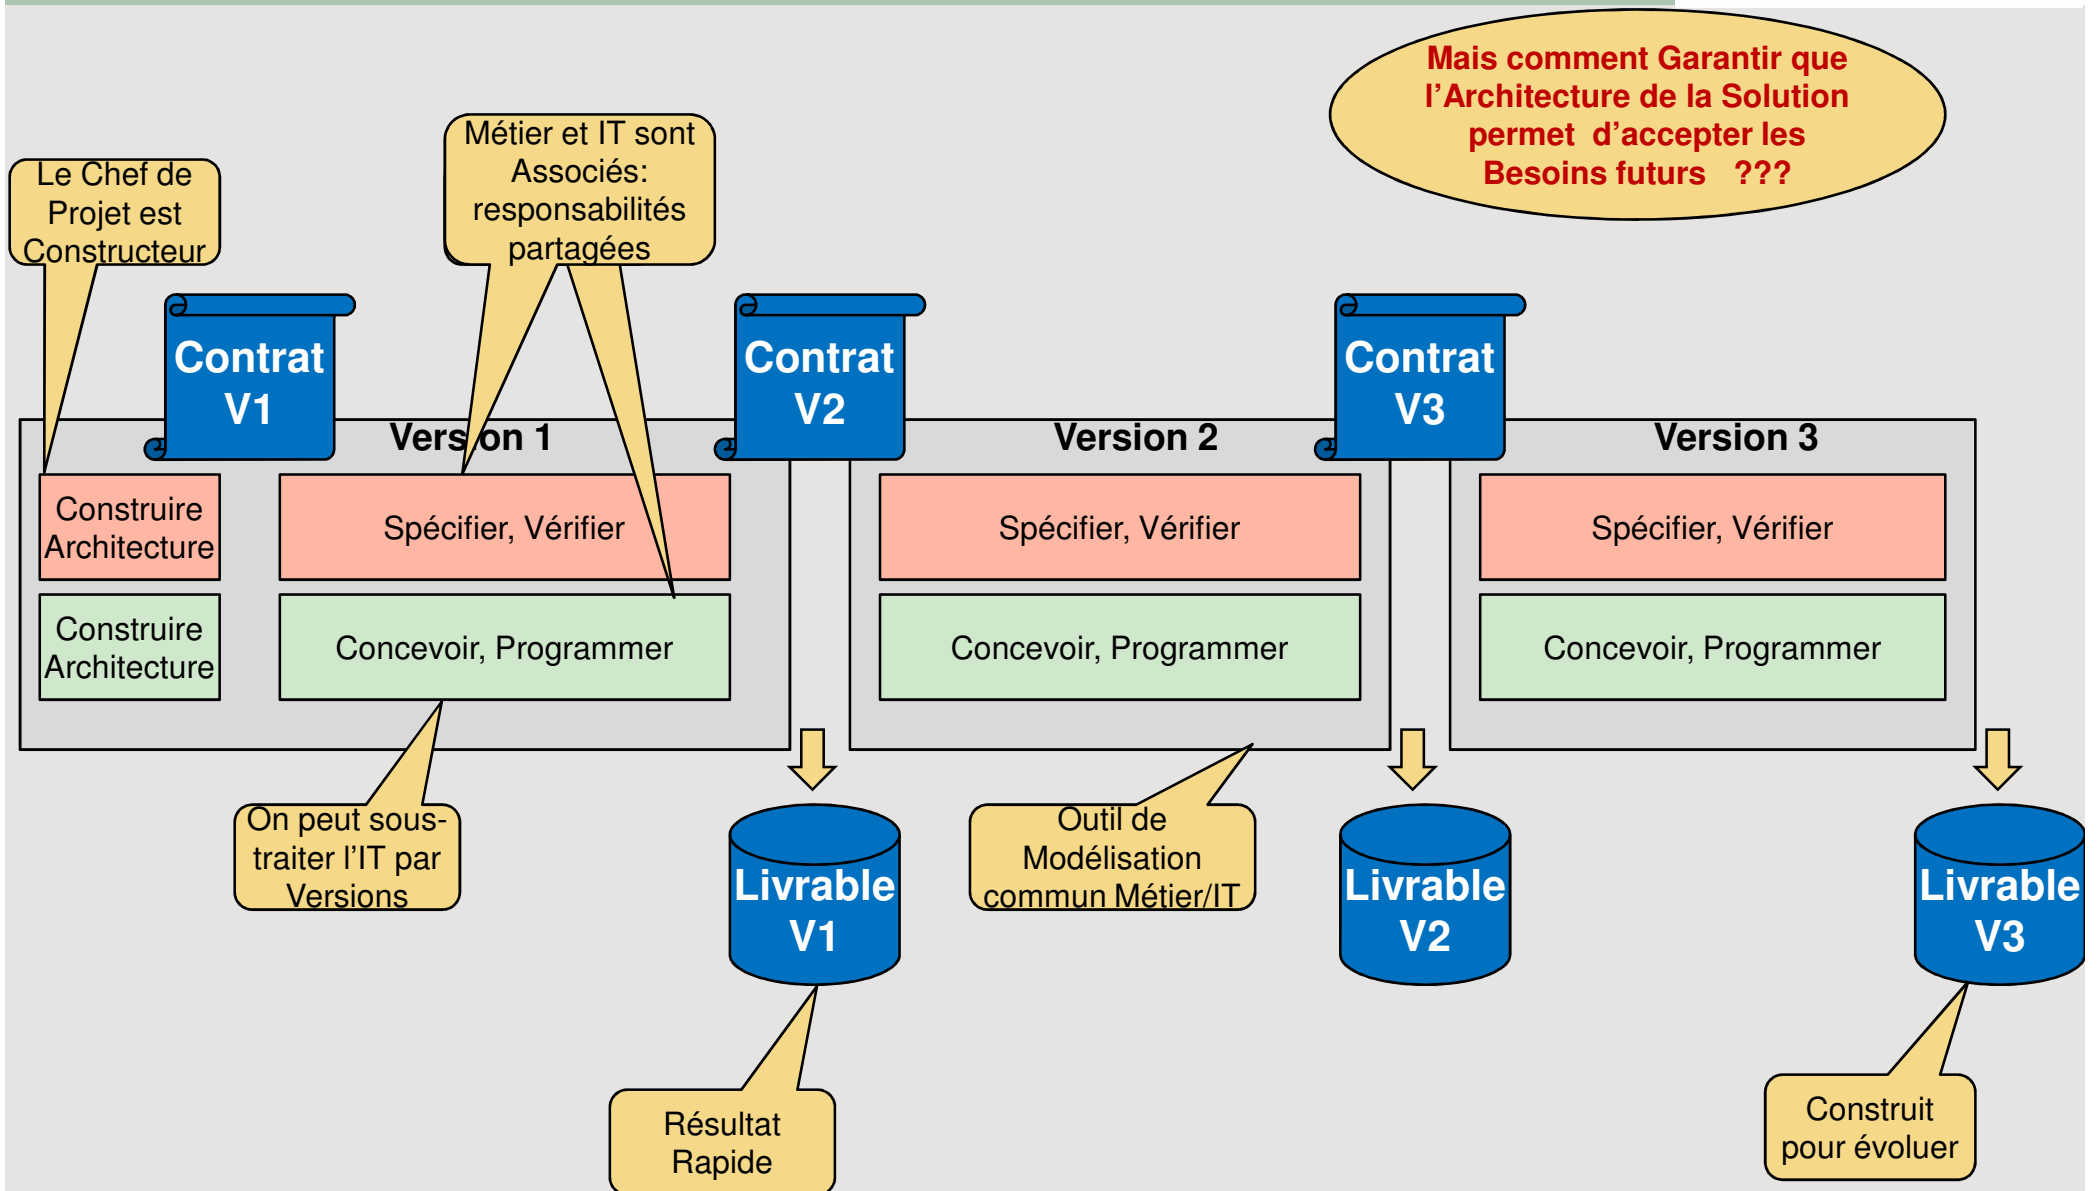 Mais comment Garantir que
l'Architecture de la Solution
permet d'accepter les
Besoins futurs ???
Métier et IT sont
Associés:
responsabilités
partagées
Le Chef de
Projet est
Constructeur
Contrat
V1
Contrat
V2
Contrat
V3
Version 1
Version 2
Version 3
Construire
Architecture
Spécifier, Vérifier
Spécifier, Vérifier
Spécifier, Vérifier
Construire
Architecture
Concevoir, Programmer
Concevoir, Programmer
Concevoir, Programmer
On peut sous-
traiter l'IT par
Versions
Outil de
Modélisation
commun Métier/IT
Livrable
V1
Livrable
V2
Livrable
V3
Résultat
Rapide
Construit
pour évoluer